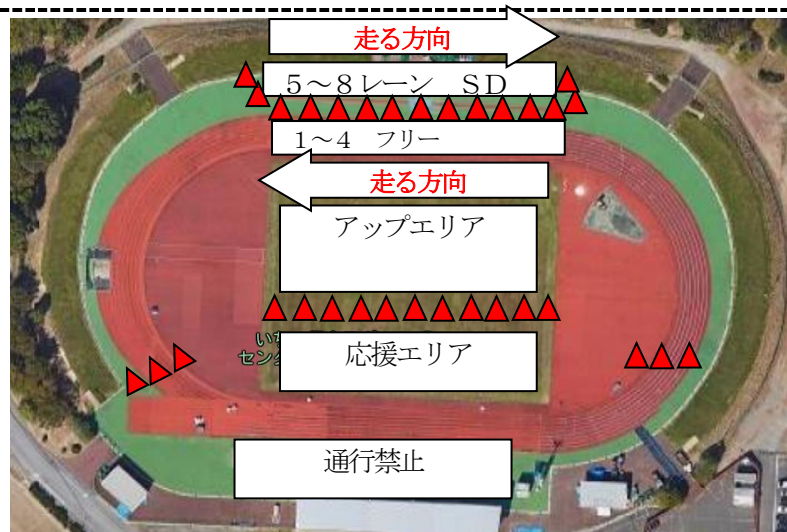 走る方向
5～8レーン　SD
1～4　フリー
走る方向
アップエリア
応援エリア
通行禁止